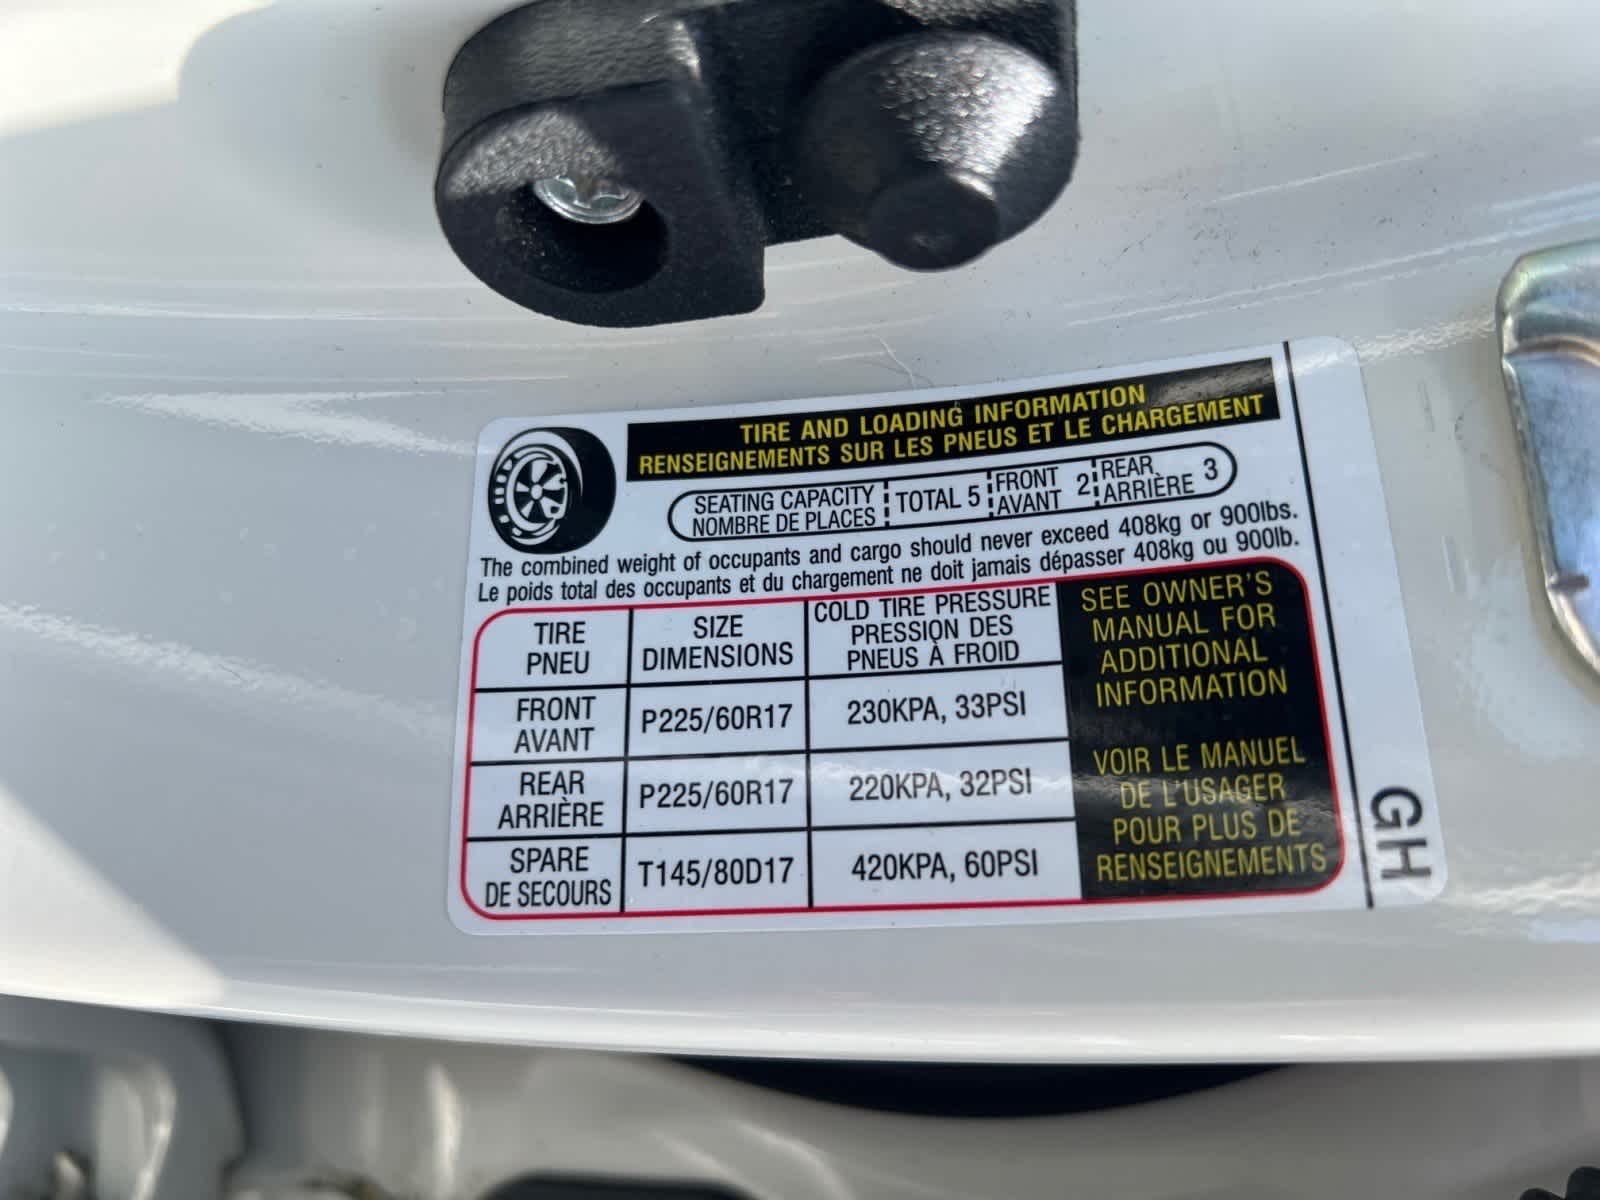 TIRE AND LOADING INFORMATION
RENSEIGNEMENTS SUR LES PNEUS ET LE CHARGEMENT
SEATING CAPACITY
NOMBRE DE PLACES
TOTAL 5
FRONT
AVANT
2
REAR
ARRIÈRE
3
The combined weight of occupants and cargo should never exceed 408kg or 900lbs.
Le poids total des occupants et du chargement ne doit jamais dépasser 408kg ou 900lb.
TIRE
PNEU
SIZE
DIMENSIONS
COLD TIRE PRESSURE
PRESSION DES
PNEUS À FROID
FRONT
AVANT
P225/60R17
230KPA, 33PSI
REAR
ARRIÈRE
P225/60R17
220KPA, 32PSI
SPARE
DE SECOURS
T145/80D17
420KPA, 60PSI
SEE OWNER'S
MANUAL FOR
ADDITIONAL
INFORMATION
VOIR LE MANUEL
DE L'USAGER
POUR PLUS DE
RENSEIGNEMENTS
GH